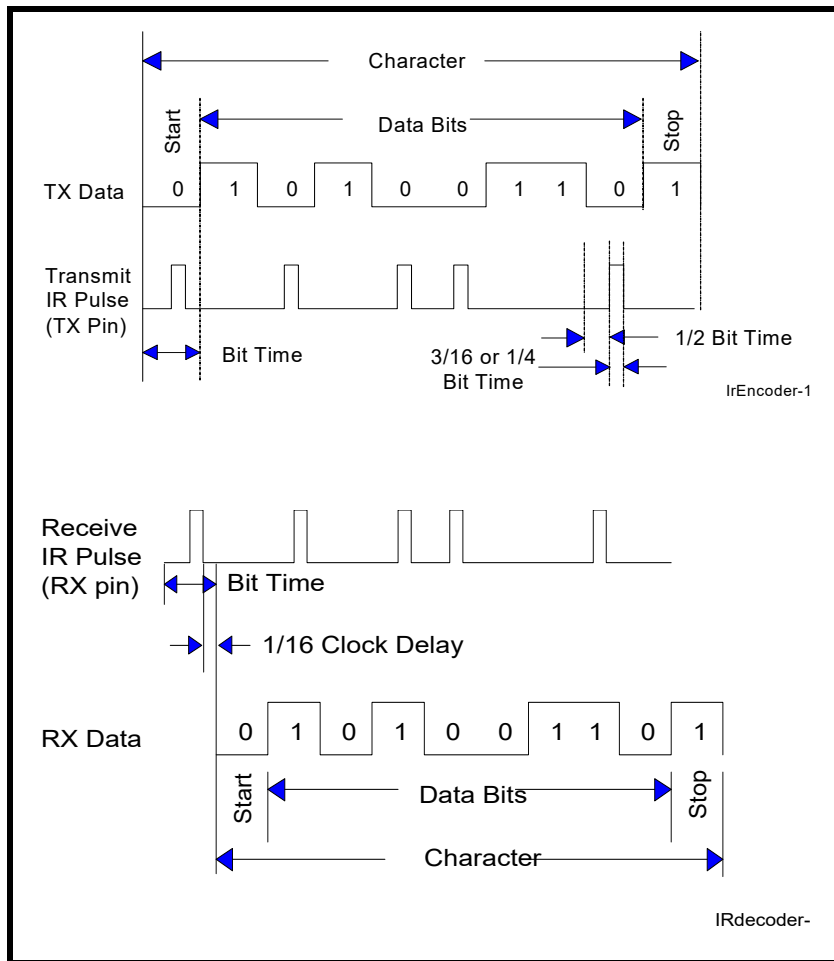 Character
Start
Data Bits
Stop
TX Data 0 1 0 1 0 0 1 1 0 1
Transmit
IR Pulse
(TX Pin)
Bit Time
1/2 Bit Time
3/16 or 1/4
Bit Time
IrEncoder-1
Receive
IR Pulse
(RX pin)
Bit Time
1/16 Clock Delay
RX Data 0 1 0 1 0 0 1 1 0 1
Start
Data Bits
Stop
Character
IRdecoder-